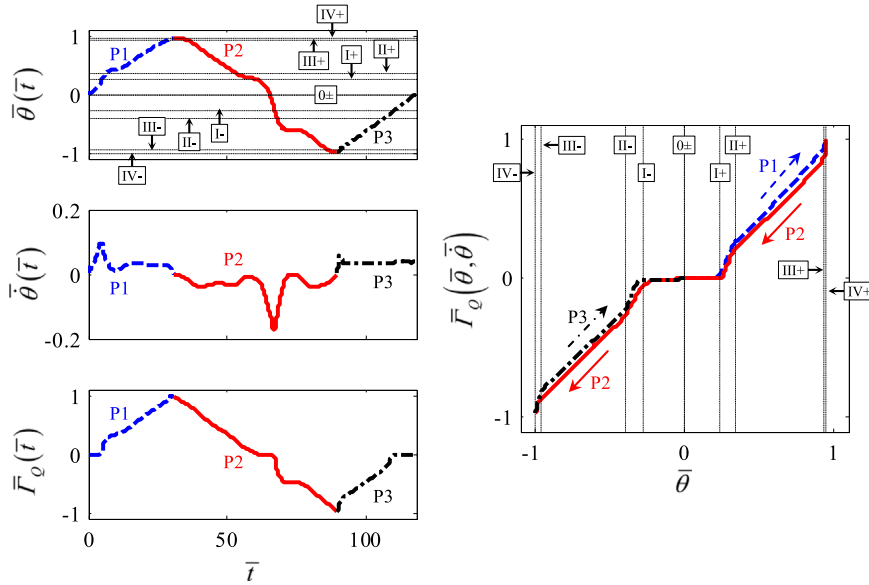 IV+
1
P1
P2
III+
I+
II+
θ̅(t̅)
0
0±
III-
II-
I-
P3
-1
IV-
0.2
θ̅̇(t̅)
P2
0
P1
P3
-0.2
1
P1
Γ̅_Q(t̅)
0
P2
P3
-1
0
50
100
t̅
1
III-
II-
0±
II+
P1
IV-
I-
I+
P2
Γ̅_Q(θ̅,θ̅̇)
0
III+
IV+
P3
P2
-1
-1
0
1
θ̅